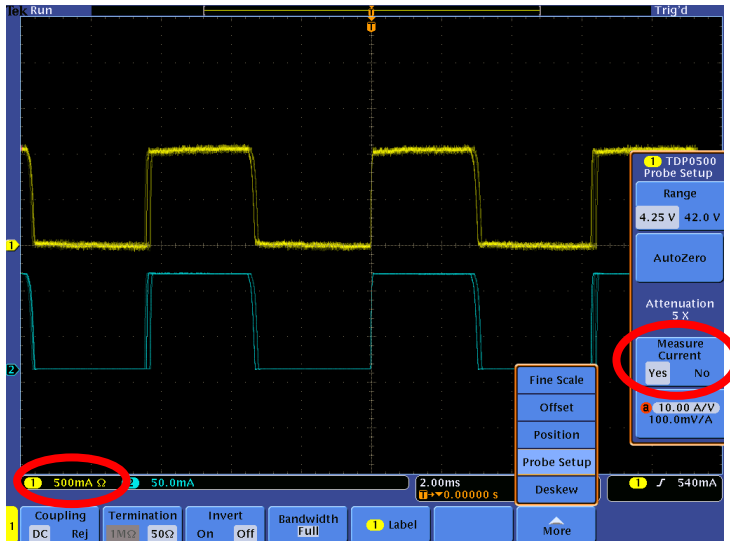 Tek Run
Trig'd
T
T
1
2
1 TDP0500
Probe Setup
Range
4.25 V 42.0 V
AutoZero
Attenuation
5 X
Measure
Current
Yes No
a 10.00 A/V
100.0mV/A
Fine Scale
Offset
Position
Probe Setup
Deskew
1 500mA Ω 2 50.0mA
2.00ms
T→▼0.00000 s
1 ʃ 540mA
1
Coupling
DC Rej
Termination
1MΩ 50Ω
Invert
On Off
Bandwidth
Full
1 Label
More